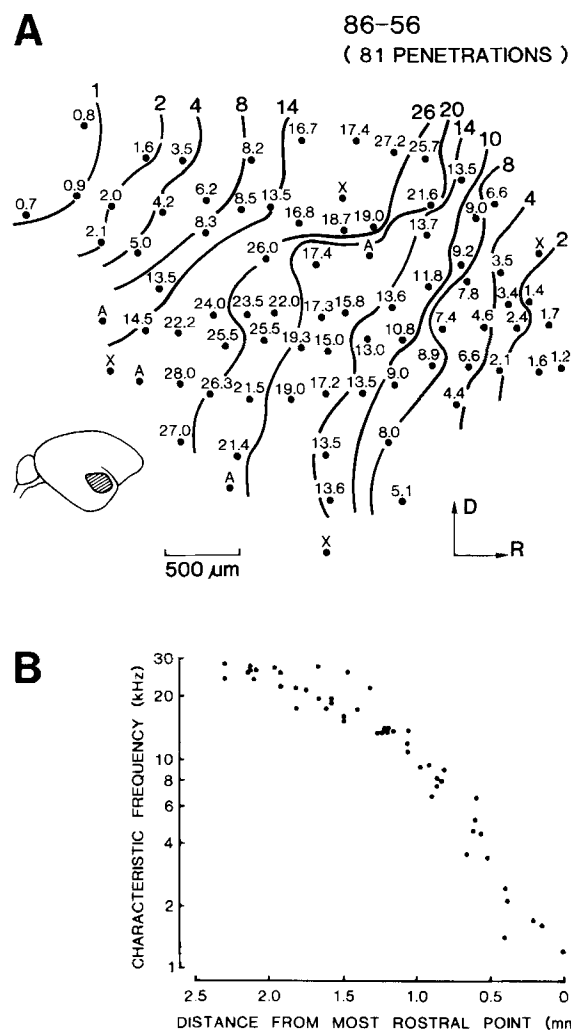 A
86-56
( 81 PENETRATIONS )
1 2 4 8 14 26 20 14 10 8 4 2
0.8
16.7 17.4 27.2 25.7
1.6 3.5 8.2
0.9 2.0 4.2 6.2 8.5 13.5 X 21.6 13.5 6.6
0.7 2.1 5.0 8.3 16.8 18.7 19.0 13.7 9.0
26.0 17.4 A 9.2 3.5 X
13.5 11.8 7.8 3.4 1.4
A 14.5 22.2 24.0 23.5 22.0 17.3 15.8 13.6 7.4 4.6 2.4 1.7
X 25.5 25.5 19.3 15.0 13.0 10.8
A 28.0 26.3 21.5 19.0 17.2 13.5 9.0 8.9 6.6 2.1 1.6 1.2
4.4
27.0 21.4 13.5 8.0
A 13.6 5.1
X
500 µm
D
R
B
CHARACTERISTIC FREQUENCY (kHz)
30
20
10
8
6
4
2
1
2.5 2.0 1.5 1.0 0.5 0
DISTANCE FROM MOST ROSTRAL POINT (mm